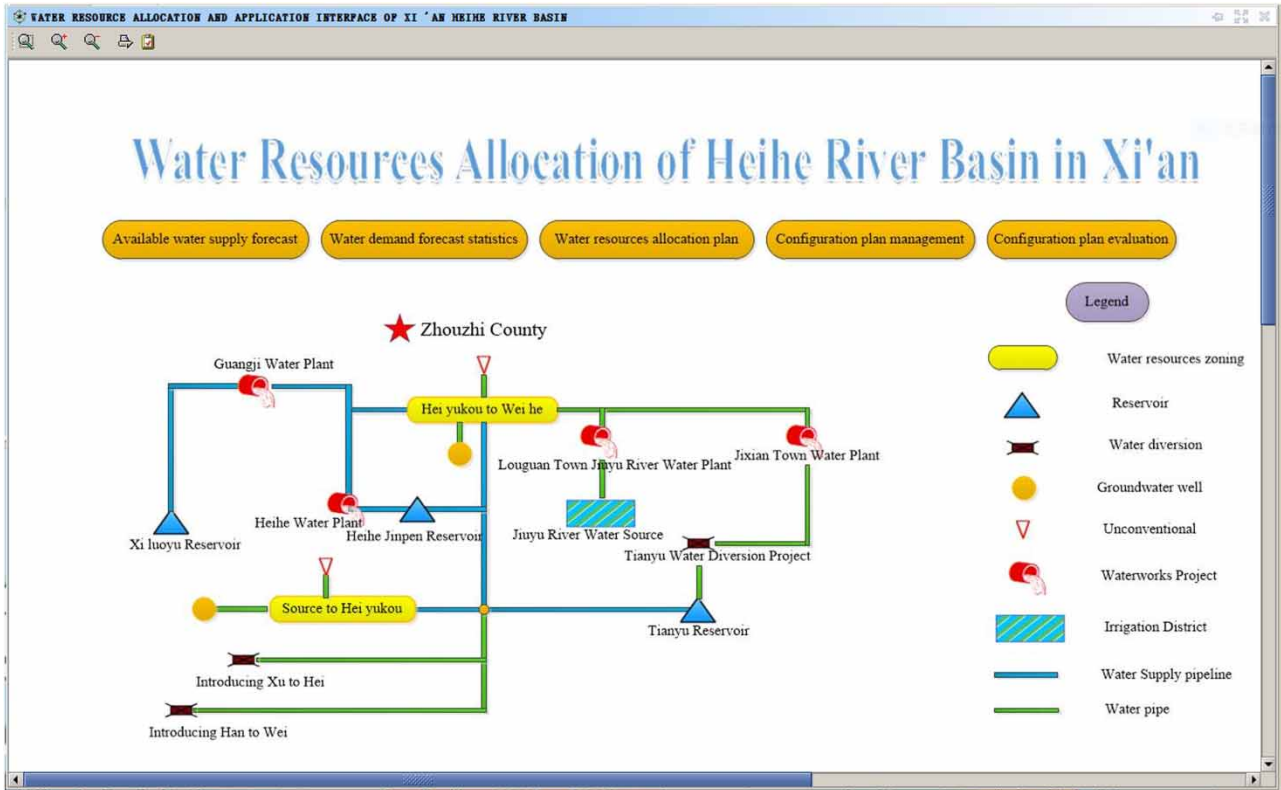 WATER RESOURCE ALLOCATION AND APPLICATION INTERFACE OF XI 'AN HEIHE RIVER BASIN
Water Resources Allocation of Heihe River Basin in Xi'an
Available water supply forecast
Water demand forecast statistics
Water resources allocation plan
Configuration plan management
Configuration plan evaluation
Legend
Zhouzhi County
Guangji Water Plant
Water resources zoning
Hei yukou to Wei he
Reservoir
Water diversion
Louguan Town Jiuyu River Water Plant
Jixian Town Water Plant
Groundwater well
Heihe Water Plant
Heihe Jinpen Reservoir
Jiuyu River Water Source
Unconventional
Xi luoyu Reservoir
Tianyu Water Diversion Project
Waterworks Project
Source to Hei yukou
Tianyu Reservoir
Irrigation District
Introducing Xu to Hei
Water Supply pipeline
Water pipe
Introducing Han to Wei